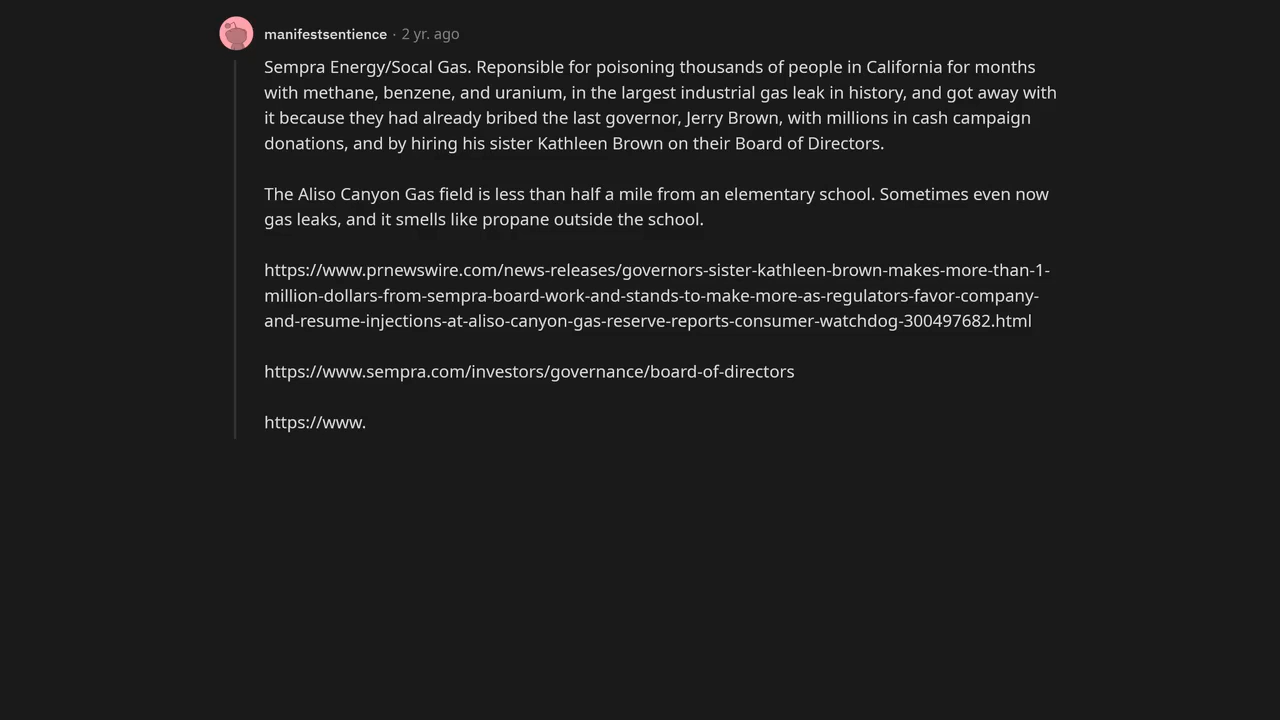 manifestsentience · 2 yr. ago
Sempra Energy/Socal Gas. Reponsible for poisoning thousands of people in California for months
with methane, benzene, and uranium, in the largest industrial gas leak in history, and got away with
it because they had already bribed the last governor, Jerry Brown, with millions in cash campaign
donations, and by hiring his sister Kathleen Brown on their Board of Directors.
The Aliso Canyon Gas field is less than half a mile from an elementary school. Sometimes even now
gas leaks, and it smells like propane outside the school.
https://www.prnewswire.com/news-releases/governors-sister-kathleen-brown-makes-more-than-1-
million-dollars-from-sempra-board-work-and-stands-to-make-more-as-regulators-favor-company-
and-resume-injections-at-aliso-canyon-gas-reserve-reports-consumer-watchdog-300497682.html
https://www.sempra.com/investors/governance/board-of-directors
https://www.